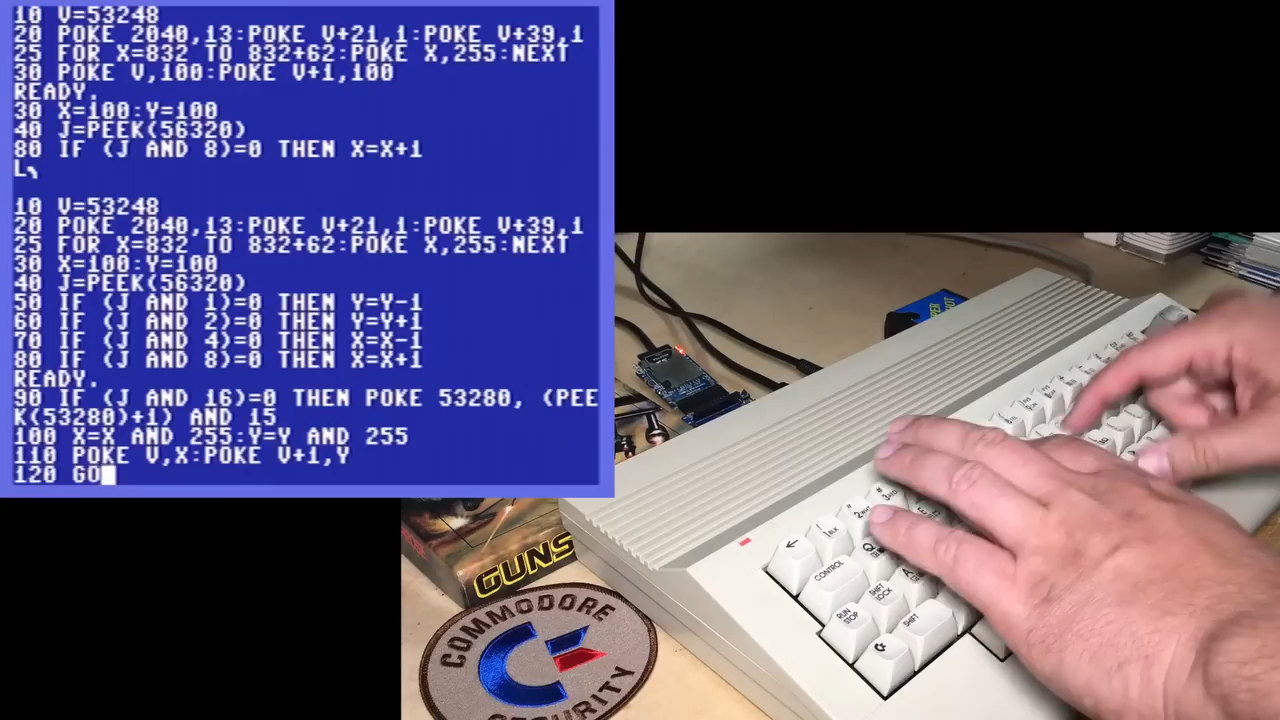 10 V=53248
20 POKE 2040,13:POKE V+21,1:POKE V+39,1
25 FOR X=832 TO 832+62:POKE X,255:NEXT
30 POKE V,100:POKE V+1,100
READY.
30 X=100:Y=100
40 J=PEEK(56320)
80 IF (J AND 8)=0 THEN X=X+1
10 V=53248
20 POKE 2040,13:POKE V+21,1:POKE V+39,1
25 FOR X=832 TO 832+62:POKE X,255:NEXT
30 X=100:Y=100
40 J=PEEK(56320)
50 IF (J AND 1)=0 THEN Y=Y-1
60 IF (J AND 2)=0 THEN Y=Y+1
70 IF (J AND 4)=0 THEN X=X-1
80 IF (J AND 8)=0 THEN X=X+1
READY.
90 IF (J AND 16)=0 THEN POKE 53280, (PEE
K(53280)+1) AND 15
100 X=X AND 255:Y=Y AND 255
110 POKE V,X:POKE V+1,Y
120 GO
GUNS
COMMODORE
SECURITY
←
! 1 BLK
" 2 WHT
# 3
CONTROL
Q
A
RUN STOP
SHIFT LOCK
SHIFT